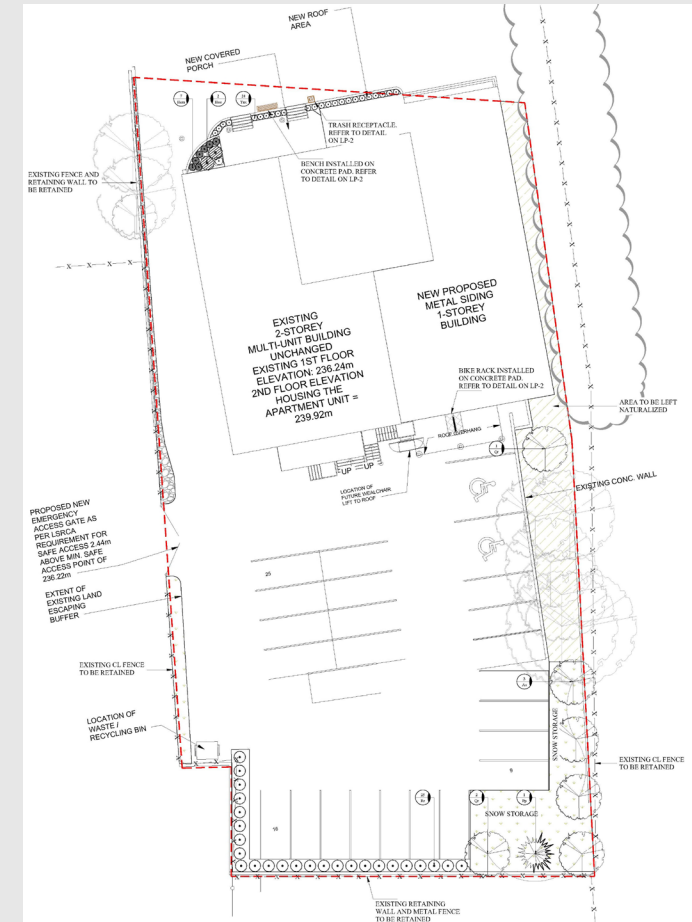 NEW ROOF
AREA
NEW COVERED
PORCH
TRASH RECEPTACLE.
REFER TO DETAIL
ON LP-2
BENCH INSTALLED ON
CONCRETE PAD. REFER
TO DETAIL ON LP-2
EXISTING FENCE AND
RETAINING WALL TO
BE RETAINED
X X X X
NEW PROPOSED
METAL SIDING
1-STOREY
BUILDING
EXISTING
2-STOREY
MULTI-UNIT BUILDING
UNCHANGED
EXISTING 1ST FLOOR
ELEVATION: 236.24m
2ND FLOOR ELEVATION
HOUSING THE
APARTMENT UNIT =
239.92m
BIKE RACK INSTALLED
ON CONCRETE PAD.
REFER TO DETAIL ON LP-2
AREA TO BE LEFT
NATURALIZED
ROOF OVERHANG
UP UP
LOCATION OF
FUTURE WEALCHAIR
LIFT TO ROOF
EXISTING CONC. WALL
PROPOSED NEW
EMERGENCY
ACCESS GATE AS
PER LSRCA
REQUIREMENT FOR
SAFE ACCESS 2.44m
ABOVE MIN. SAFE
ACCESS POINT OF
236.22m
25
EXTENT OF
EXISTING LAND
ESCAPING
BUFFER
EXISTING CL FENCE
TO BE RETAINED
LOCATION OF
WASTE /
RECYCLING BIN
SNOW STORAGE
EXISTING CL FENCE
TO BE RETAINED
SNOW STORAGE
EXISTING RETAINING
WALL AND METAL FENCE
TO BE RETAINED